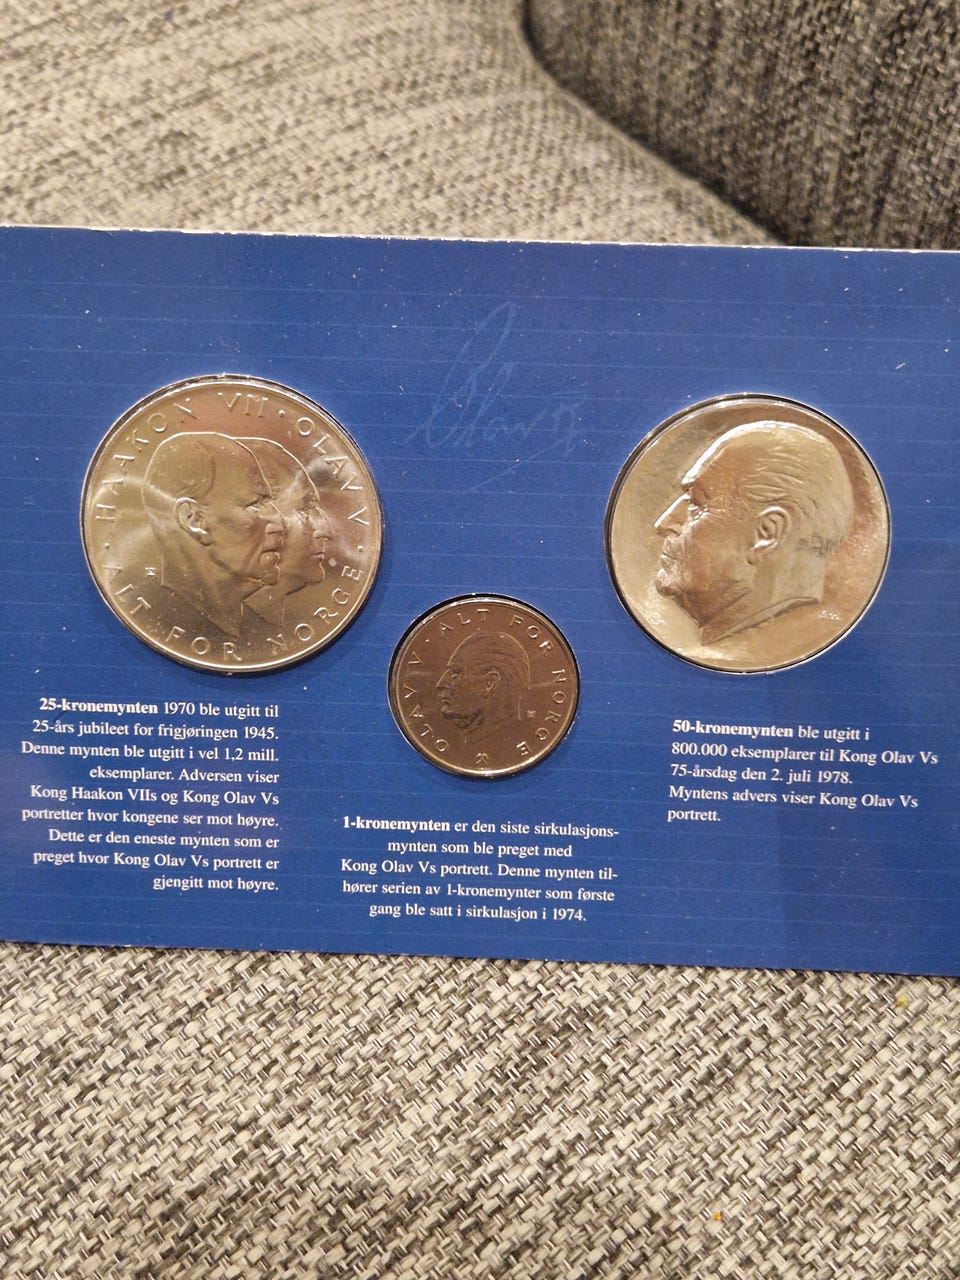 Olav R
HAAKON VII · OLAV V ·
ALT FOR NORGE
OLAV V · ALT FOR NORGE
25-kronemynten 1970 ble utgitt til
25-års jubileet for frigjøringen 1945.
Denne mynten ble utgitt i vel 1,2 mill.
eksemplarer. Adversen viser
Kong Haakon VIIs og Kong Olav Vs
portretter hvor kongene ser mot høyre.
Dette er den eneste mynten som er
preget hvor Kong Olav Vs portrett er
gjengitt mot høyre.
1-kronemynten er den siste sirkulasjons-
mynten som ble preget med
Kong Olav Vs portrett. Denne mynten til-
hører serien av 1-kronemynter som første
gang ble satt i sirkulasjon i 1974.
50-kronemynten ble utgitt i
800.000 eksemplarer til Kong Olav Vs
75-årsdag den 2. juli 1978.
Myntens advers viser Kong Olav Vs
portrett.